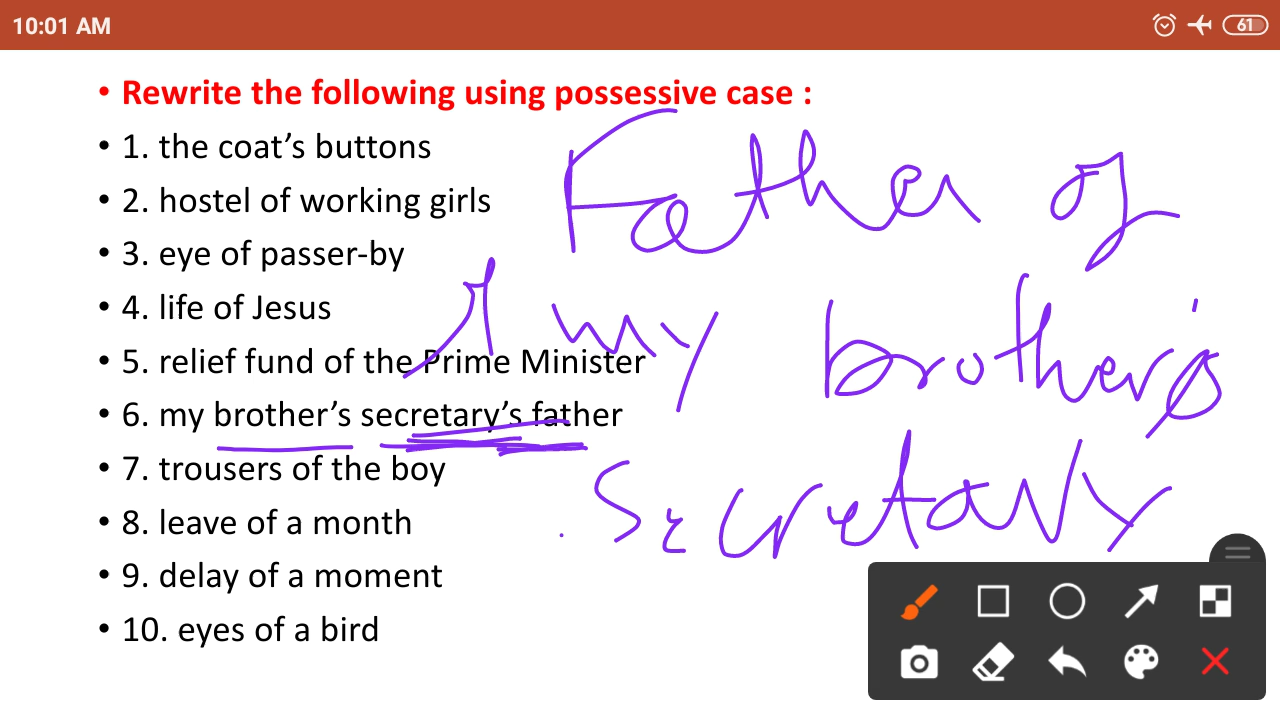 10:01 AM
61
• Rewrite the following using possessive case :
• 1. the coat’s buttons
• 2. hostel of working girls
• 3. eye of passer-by
• 4. life of Jesus
• 5. relief fund of the Prime Minister
• 6. my brother’s secretary’s father
• 7. trousers of the boy
• 8. leave of a month
• 9. delay of a moment
• 10. eyes of a bird
Father of
my brother's
Secretary